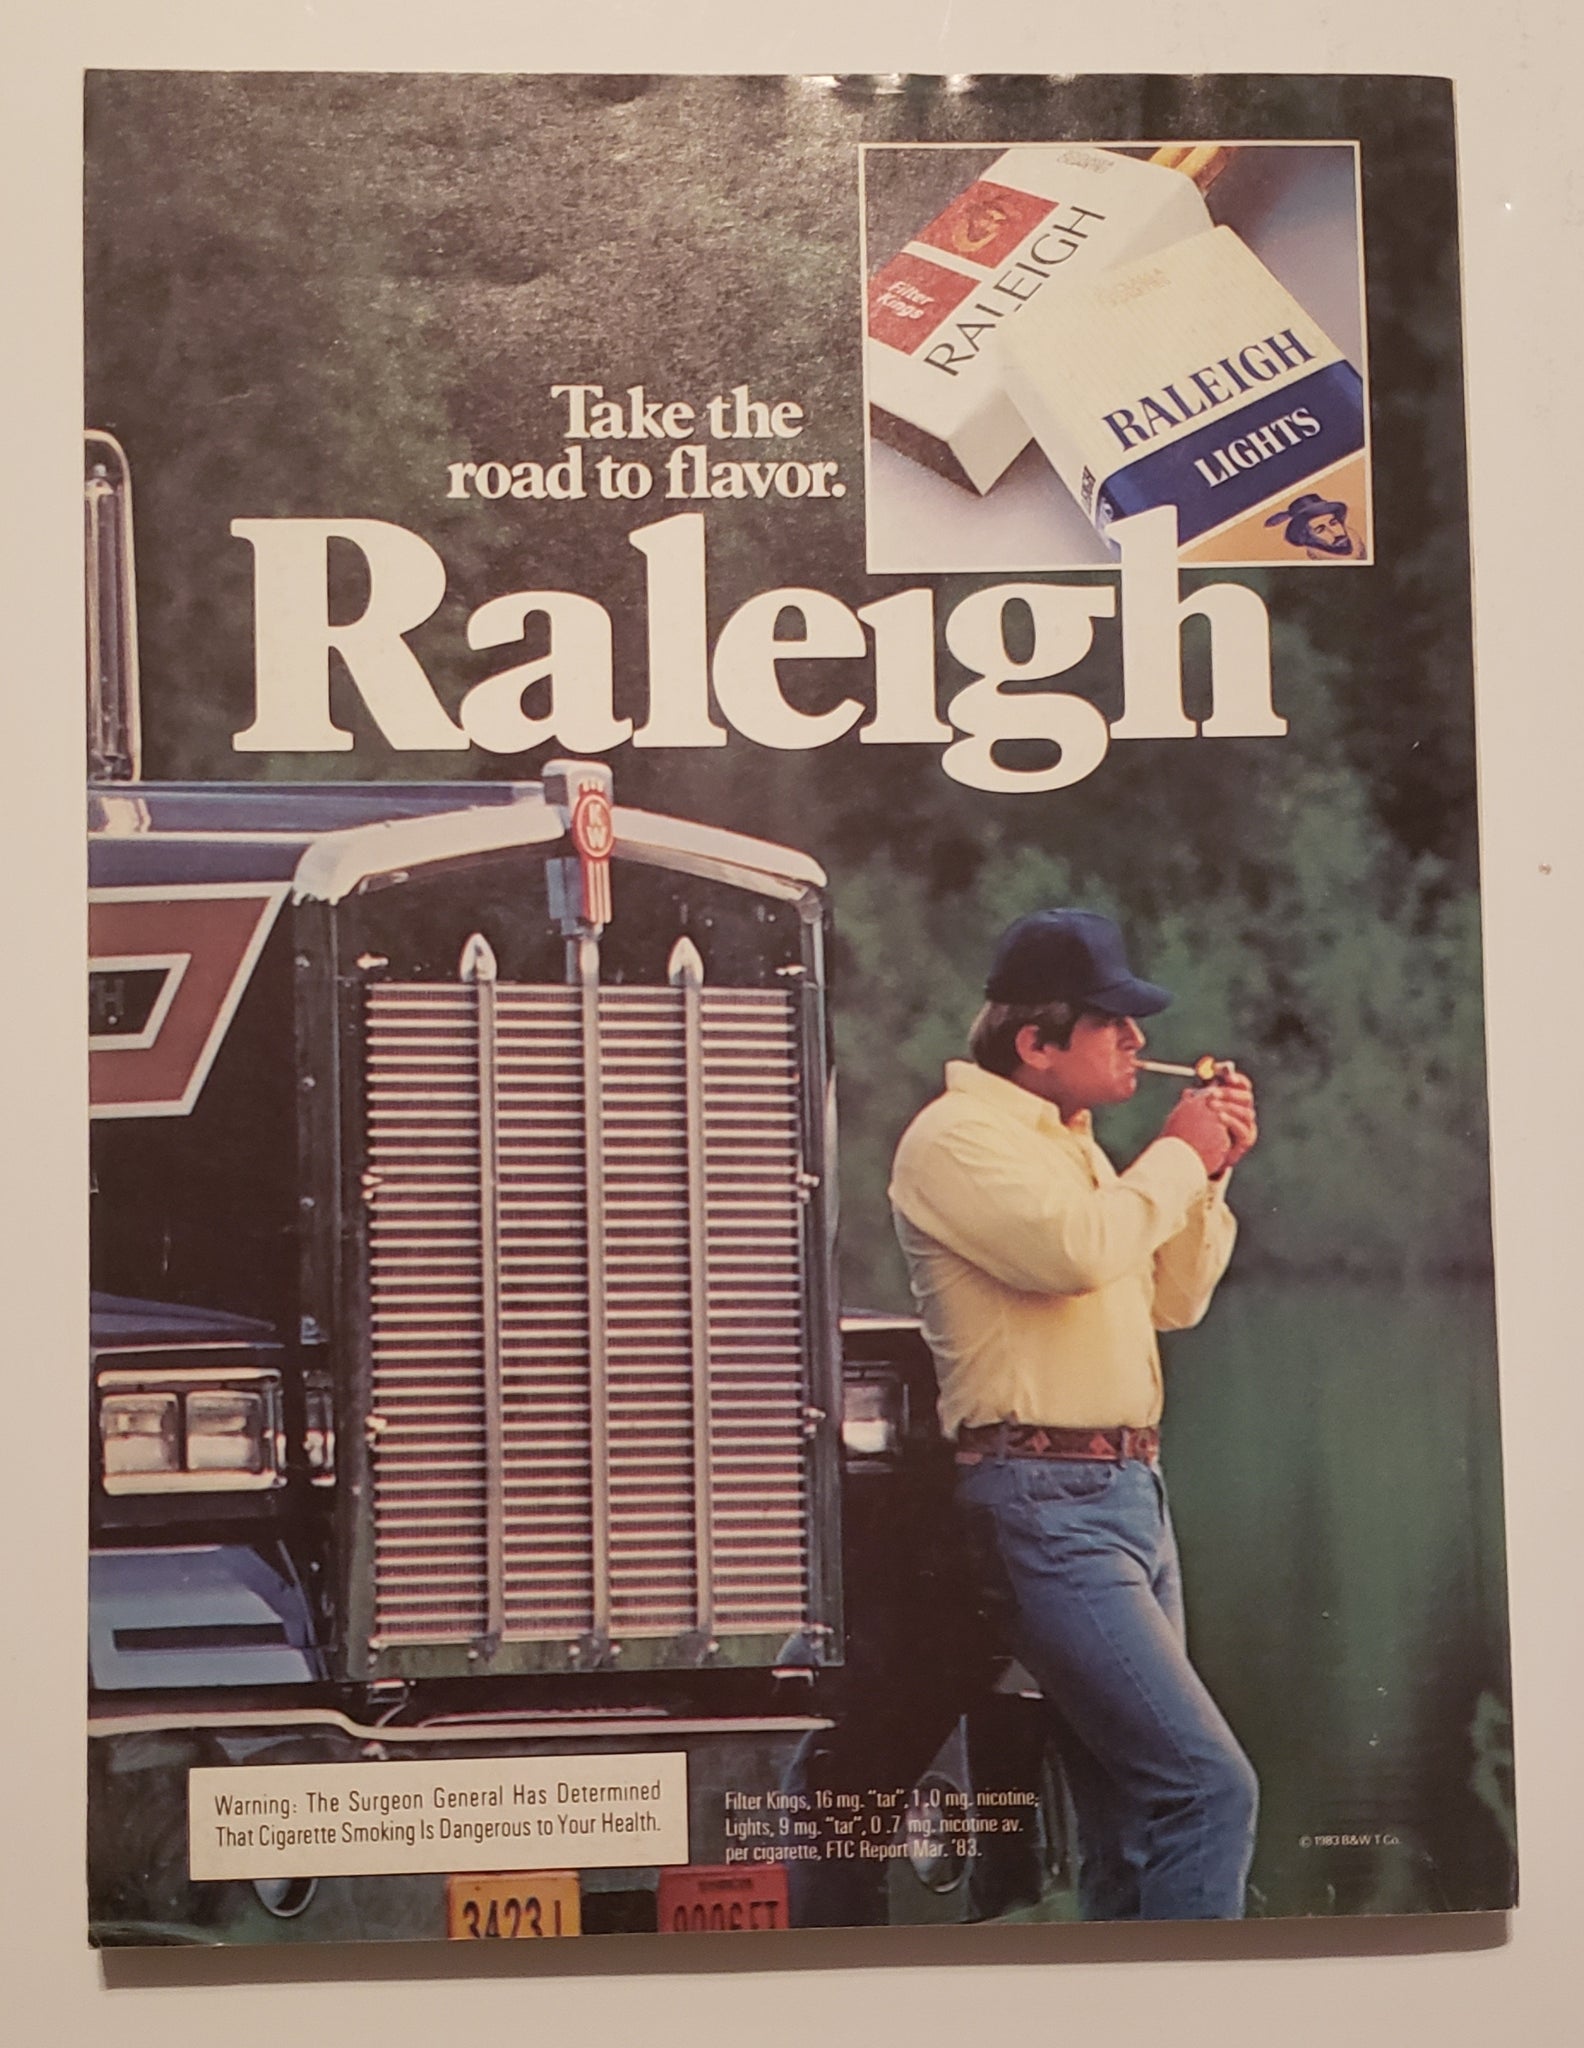 Filter
Kings
RALEIGH
RALEIGH
LIGHTS
Take the
road to flavor.
Raleigh
KW
Warning: The Surgeon General Has Determined
That Cigarette Smoking Is Dangerous to Your Health.
Filter Kings, 16 mg. "tar", 1.0 mg. nicotine;
Lights, 9 mg. "tar", 0.7 mg. nicotine av.
per cigarette, FTC Report Mar. '83.
© 1983 B&W T Co.
3423J